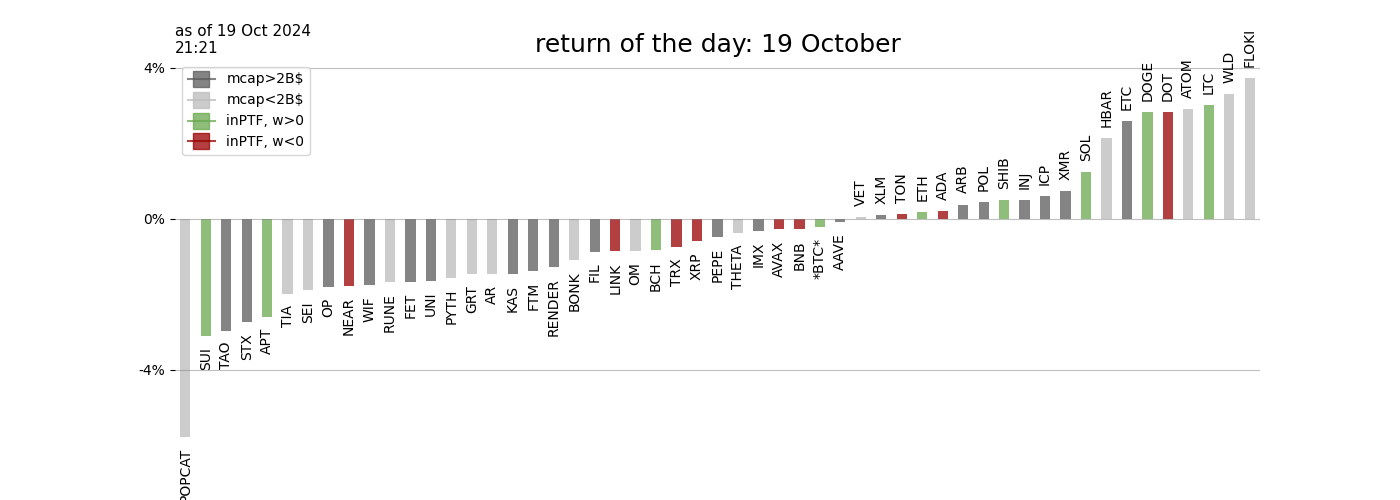 as of 19 Oct 2024
21:21
return of the day: 19 October
4%
0%
-4%
mcap>2B$
mcap<2B$
inPTF, w>0
inPTF, w<0
POPCAT
SUI
TAO
STX
APT
TIA
SEI
OP
NEAR
WIF
RUNE
FET
UNI
PYTH
GRT
AR
KAS
FTM
RENDER
BONK
FIL
LINK
OM
BCH
TRX
XRP
PEPE
THETA
IMX
AVAX
BNB
*BTC*
AAVE
VET
XLM
TON
ETH
ADA
ARB
POL
SHIB
INJ
ICP
XMR
SOL
HBAR
ETC
DOGE
DOT
ATOM
LTC
WLD
FLOKI